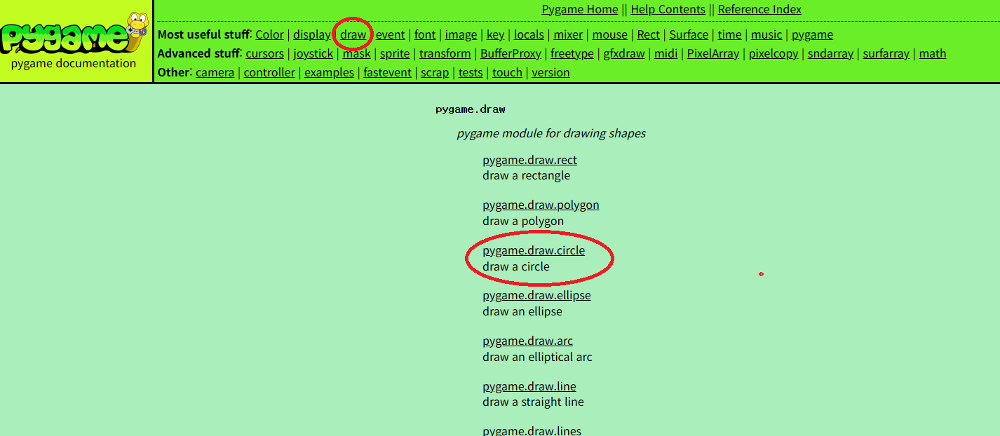 Pygame Home || Help Contents || Reference Index
pygame
pygame documentation
Most useful stuff: Color | display | draw | event | font | image | key | locals | mixer | mouse | Rect | Surface | time | music | pygame
Advanced stuff: cursors | joystick | mask | sprite | transform | BufferProxy | freetype | gfxdraw | midi | PixelArray | pixelcopy | sndarray | surfarray | math
Other: camera | controller | examples | fastevent | scrap | tests | touch | version
pygame.draw
pygame module for drawing shapes
pygame.draw.rect
draw a rectangle
pygame.draw.polygon
draw a polygon
pygame.draw.circle
draw a circle
pygame.draw.ellipse
draw an ellipse
pygame.draw.arc
draw an elliptical arc
pygame.draw.line
draw a straight line
pygame.draw.lines